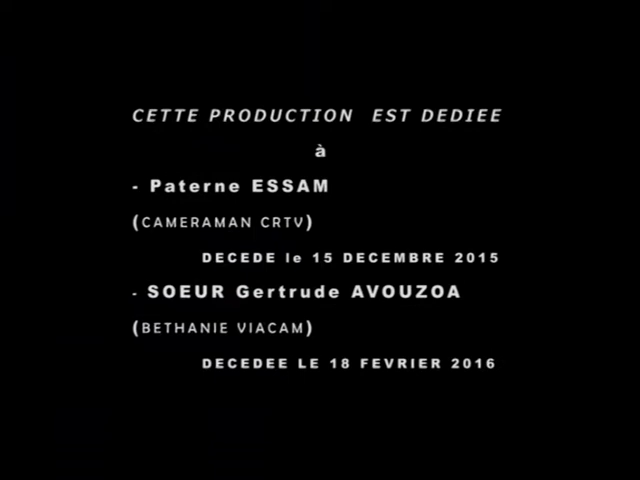 CETTE PRODUCTION EST DEDIEE
à
- Paterne ESSAM
(CAMERAMAN CRTV)
DECEDE le 15 DECEMBRE 2015
- SOEUR Gertrude AVOUZOA
(BETHANIE VIACAM)
DECEDEE LE 18 FEVRIER 2016